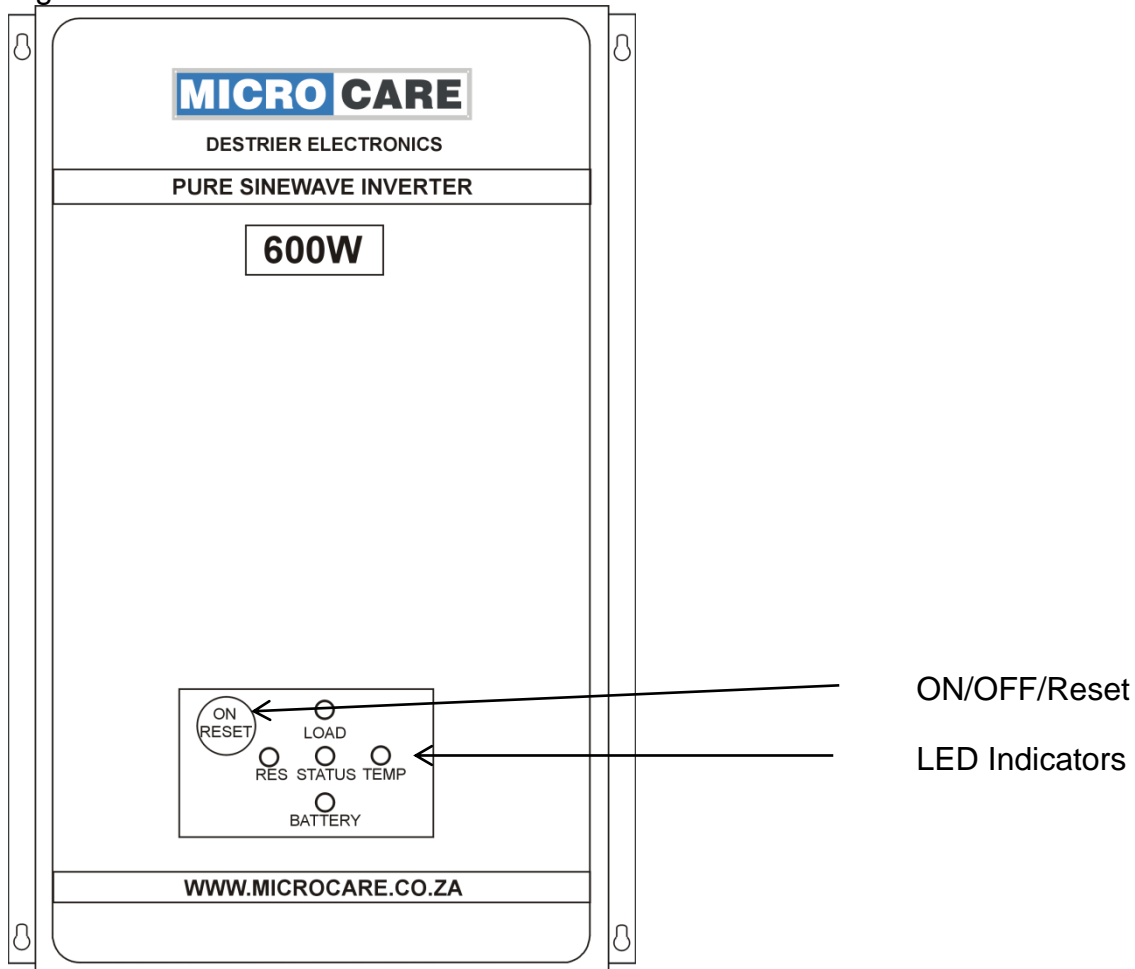 MICRO CARE
DESTRIER ELECTRONICS
PURE SINEWAVE INVERTER
600W
ON
RESET
LOAD
RES STATUS TEMP
BATTERY
ON/OFF/Reset
LED Indicators
WWW.MICROCARE.CO.ZA